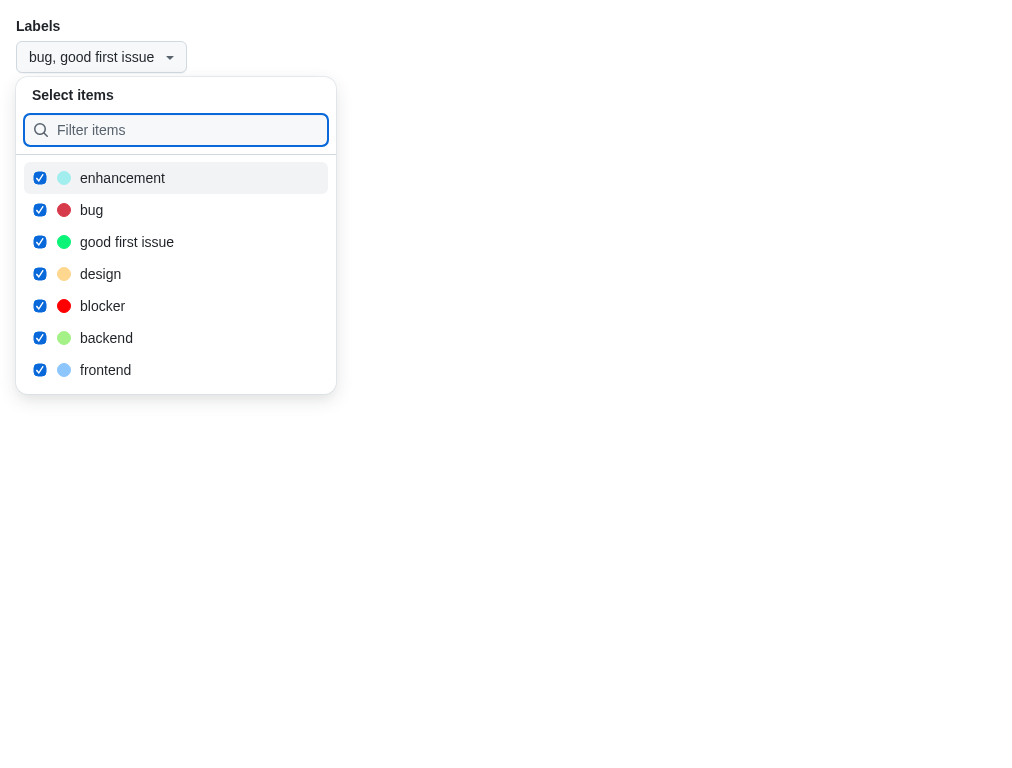 Labels
bug, good first issue
Select items
Filter items
enhancement
bug
good first issue
design
blocker
backend
frontend